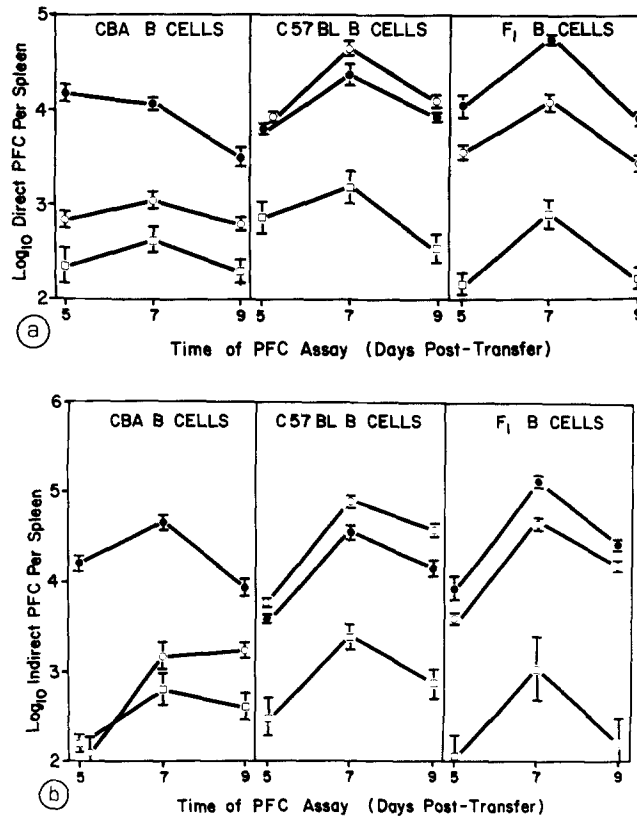 CBA B CELLS
C57BL B CELLS
F₁ B CELLS
5
4
3
2
Log₁₀ Direct PFC Per Spleen
5 7 9 5 7 9 5 7 9
a
Time of PFC Assay (Days Post-Transfer)
CBA B CELLS
C57BL B CELLS
F₁ B CELLS
6
5
4
3
2
Log₁₀ Indirect PFC Per Spleen
5 7 9 5 7 9 5 7 9
b
Time of PFC Assay (Days Post-Transfer)